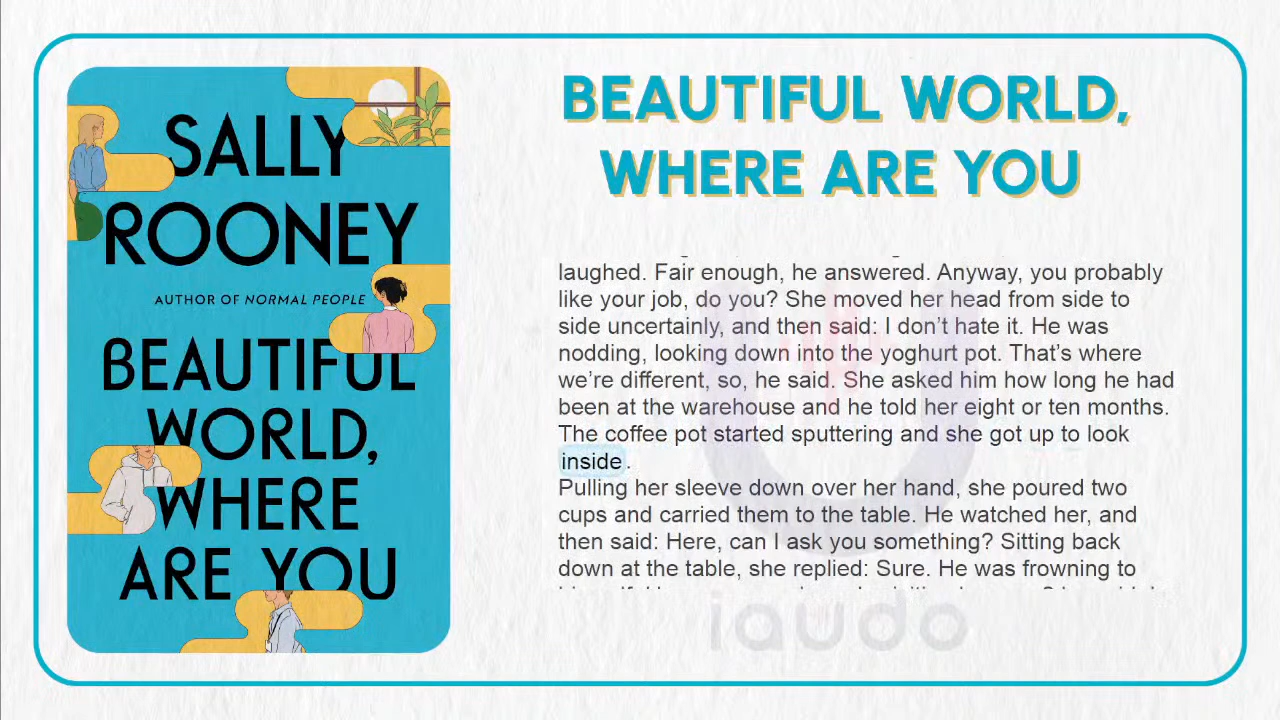 SALLY
ROONEY
AUTHOR OF NORMAL PEOPLE
BEAUTIFUL
WORLD,
WHERE
ARE YOU
BEAUTIFUL WORLD,
WHERE ARE YOU
laughed. Fair enough, he answered. Anyway, you probably
like your job, do you? She moved her head from side to
side uncertainly, and then said: I don’t hate it. He was
nodding, looking down into the yoghurt pot. That’s where
we’re different, so, he said. She asked him how long he had
been at the warehouse and he told her eight or ten months.
The coffee pot started sputtering and she got up to look
inside.
Pulling her sleeve down over her hand, she poured two
cups and carried them to the table. He watched her, and
then said: Here, can I ask you something? Sitting back
down at the table, she replied: Sure. He was frowning to
iaudo